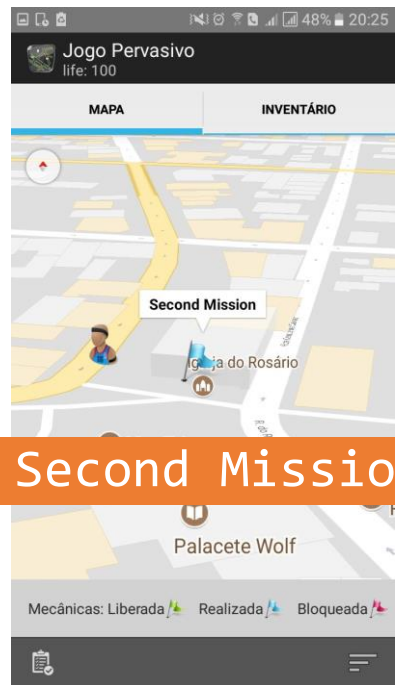 48% 20:25
Jogo Pervasivo
life: 100
MAPA INVENTÁRIO
Second Mission
ja do Rosário
Second Missio
Palacete Wolf
Mecânicas: Liberada Realizada Bloqueada